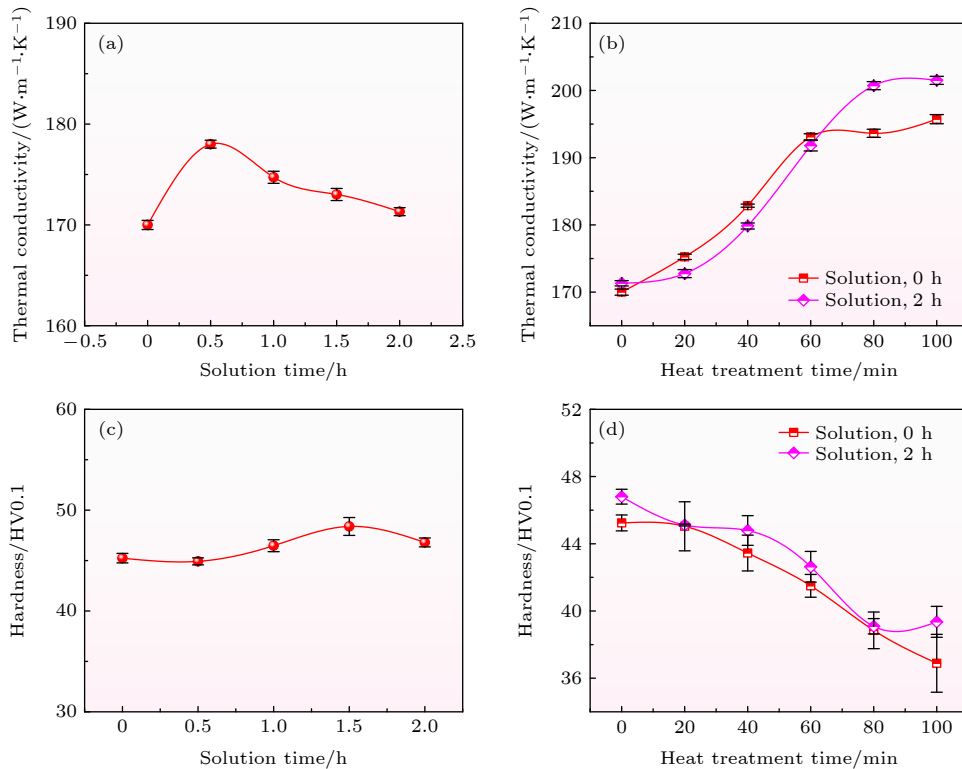 (a)
Thermal conductivity/(W·m⁻¹·K⁻¹)
190
180
170
160
−0.5 0 0.5 1.0 1.5 2.0 2.5
Solution time/h
(b)
Thermal conductivity/(W·m⁻¹·K⁻¹)
210
200
190
180
170
Solution, 0 h
Solution, 2 h
0 20 40 60 80 100
Heat treatment time/min
(c)
Hardness/HV0.1
60
50
40
30
0 0.5 1.0 1.5 2.0
Solution time/h
(d)
Hardness/HV0.1
52
48
44
40
36
Solution, 0 h
Solution, 2 h
0 20 40 60 80 100
Heat treatment time/min